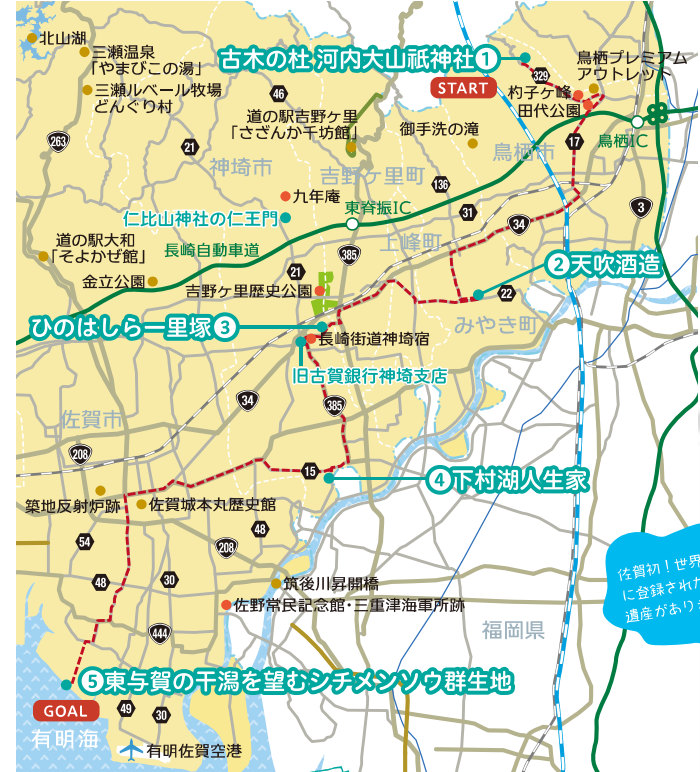 北山湖
三瀬温泉
「やまびこの湯」
三瀬ルベール牧場
どんぐり村
古木の杜 河内大山祇神社1
START
329
鳥栖プレミアム
アウトレット
杓子ヶ峰
田代公園
46
道の駅吉野ヶ里
「さざんか千坊館」
御手洗の滝
263
21
神埼市
吉野ヶ里町
鳥栖市
17
鳥栖IC
136
九年庵
仁比山神社の仁王門
東脊振IC
31
34
3
道の駅大和
「そよかぜ館」
長崎自動車道
385
上峰町
金立公園
21
吉野ヶ里歴史公園
2天吹酒造
22
みやき町
ひのはしら一里塚3
長崎街道神埼宿
旧古賀銀行神埼支店
34
385
佐賀市
208
15
4下村湖人生家
築地反射炉跡
佐賀城本丸歴史館
48
54
208
48
30
筑後川昇開橋
佐野常民記念館・三重津海軍所跡
444
福岡県
佐賀初!世界
に登録された
遺産があり
5東与賀の干潟を望むシチメンソウ群生地
GOAL
49
30
有明海
有明佐賀空港